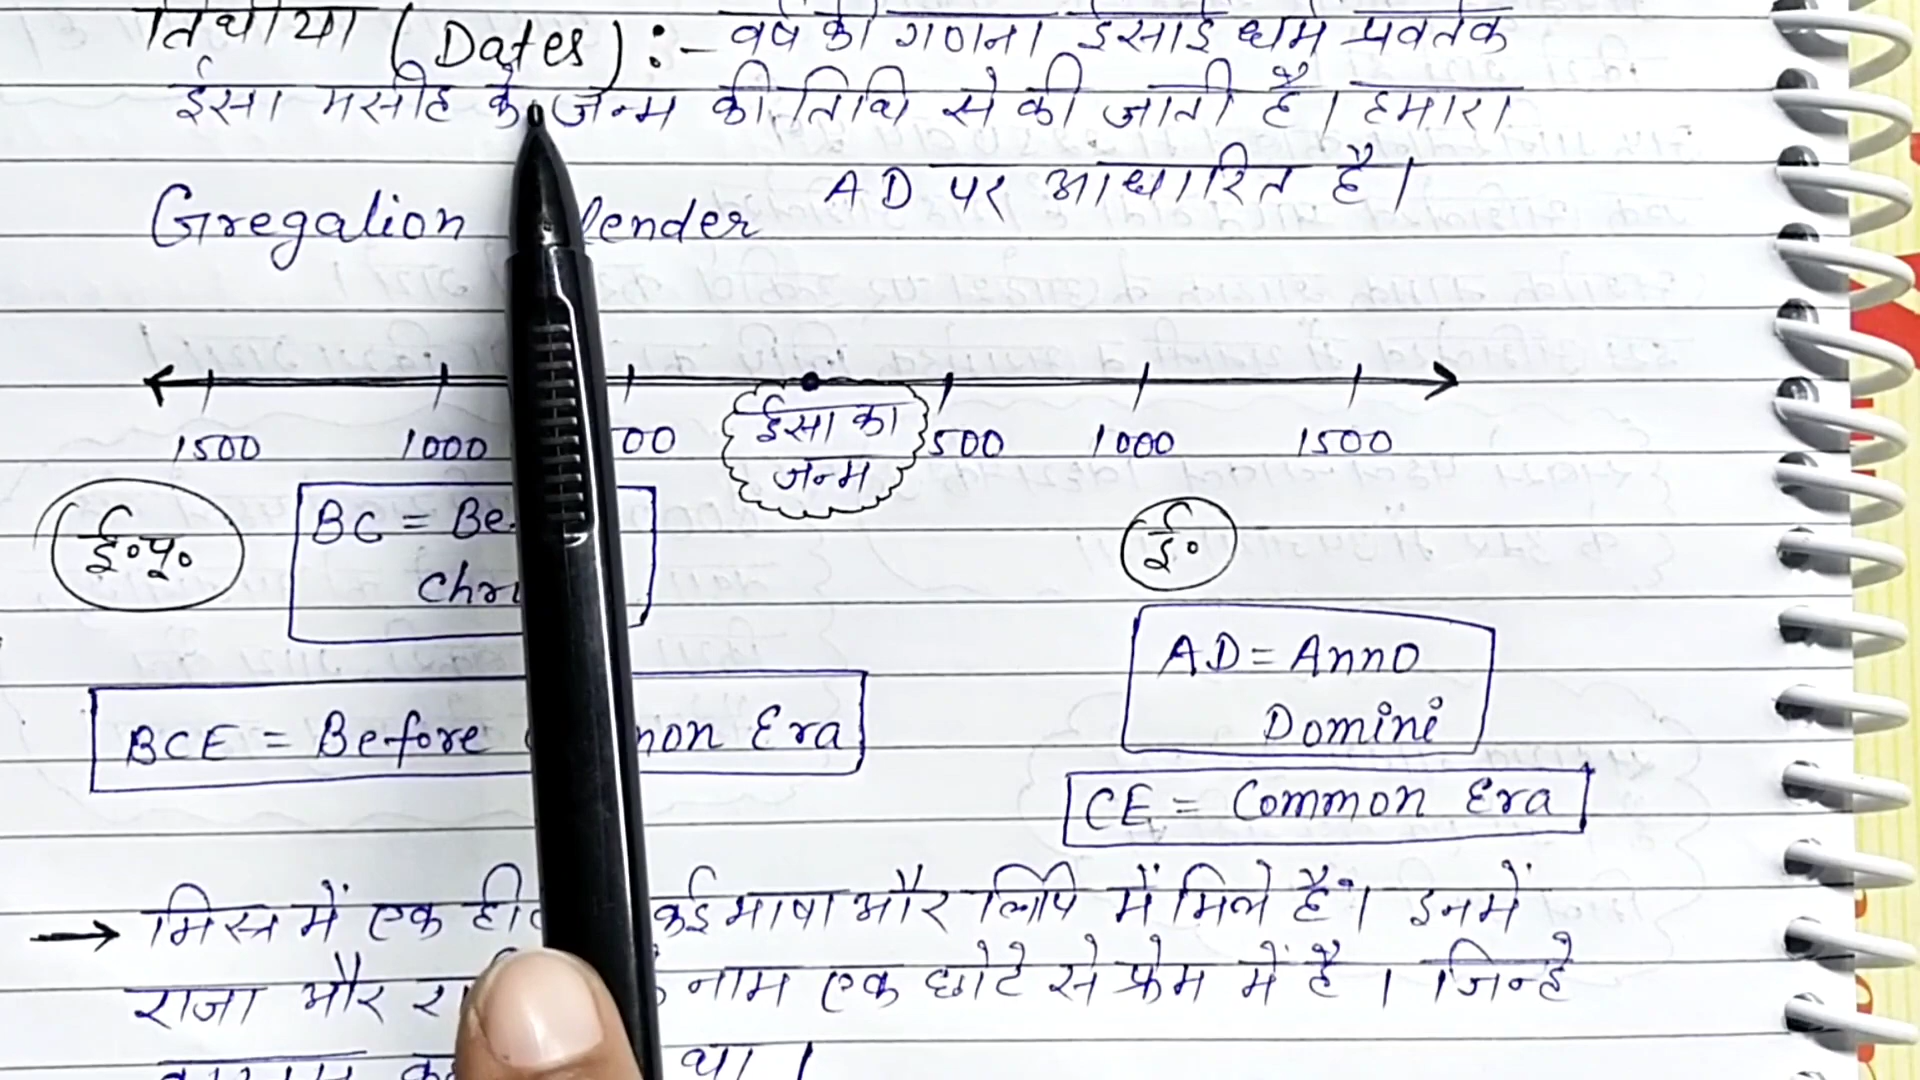 तिथीया (Dates) :- वर्ष की गणना ईसाई धर्म प्रवर्तक
ईसा मसीह के जन्म की तिथि से की जाती है। हमारा
Gregalion lender AD पर आधारित है।
1500 1000 00 ईसा का जन्म 500 1000 1500
ई०पू०
BC = Be
Chri
ई०
AD = Anno
Domini
BCE = Before mon Era
CE = Common Era
→ मिस्त्र में एक ही कई भाषा और लिपि में मिले हैं। इनमें
राजा और नाम एक छोटे से फ्रेम में है । जिन्हे
था ।